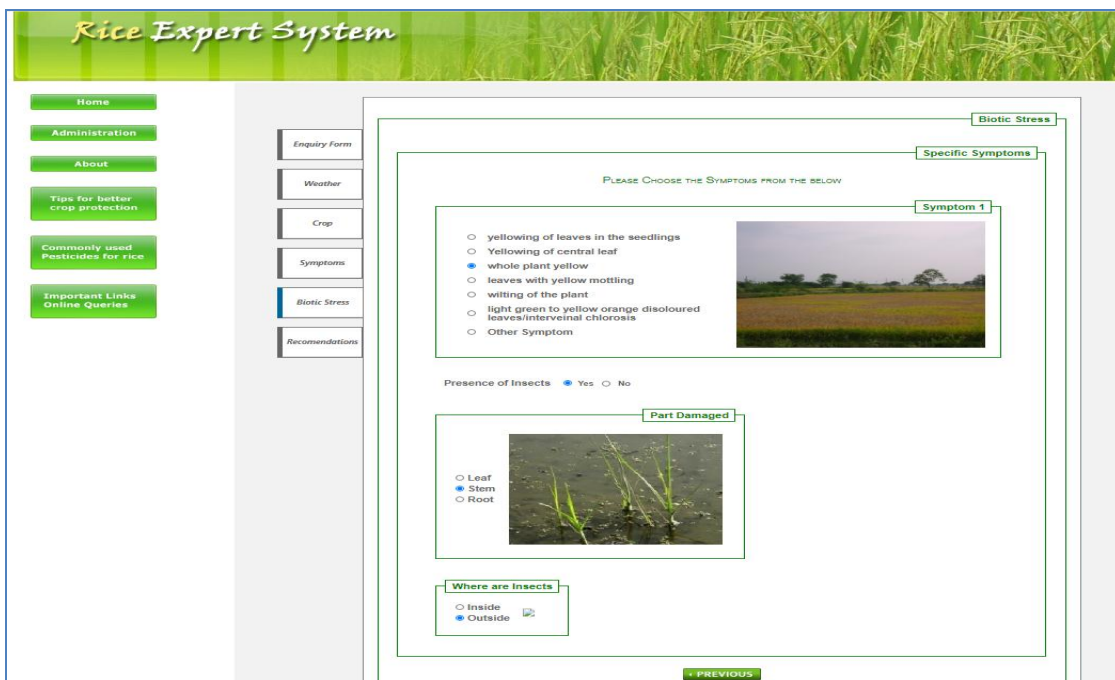 Rice Expert System
Home
Administration
About
Tips for better
crop protection
Commonly used
Pesticides for rice
Important Links
Online Queries
Enquiry Form
Weather
Crop
Symptoms
Biotic Stress
Recomendations
Biotic Stress
Specific Symptoms
PLEASE CHOOSE THE SYMPTOMS FROM THE BELOW
Symptom 1
yellowing of leaves in the seedlings
Yellowing of central leaf
whole plant yellow
leaves with yellow mottling
wilting of the plant
light green to yellow orange disoloured
leaves/interveinal chlorosis
Other Symptom
Presence of Insects Yes No
Part Damaged
Leaf
Stem
Root
Where are Insects
Inside
Outside
‹ PREVIOUS